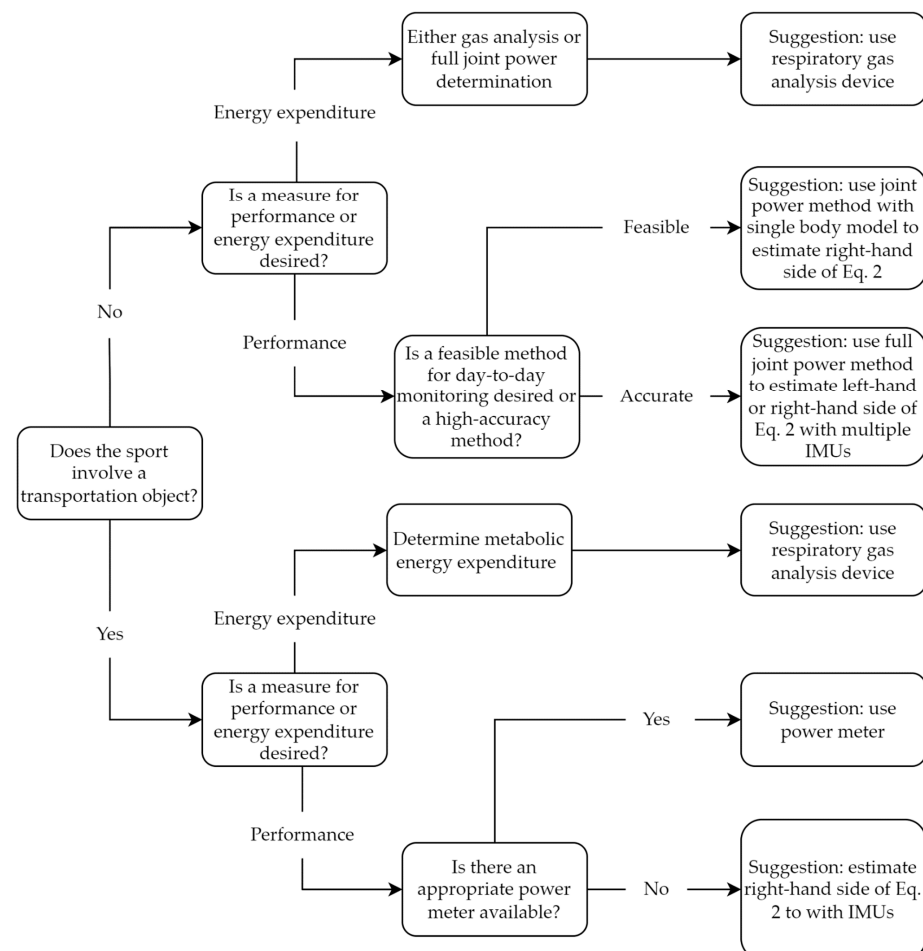 Either gas analysis or
full joint power
determination
Suggestion: use
respiratory gas
analysis device
Energy expenditure
Is a measure for
performance or
energy expenditure
desired?
Suggestion: use joint
power method with
single body model to
estimate right-hand
side of Eq. 2
Feasible
No
Performance
Is a feasible method
for day-to-day
monitoring desired or
a high-accuracy
method?
Accurate
Suggestion: use full
joint power method
to estimate left-hand
or right-hand side of
Eq. 2 with multiple
IMUs
Does the sport
involve a
transportation object?
Determine metabolic
energy expenditure
Suggestion: use
respiratory gas
analysis device
Energy expenditure
Yes
Is a measure for
performance or
energy expenditure
desired?
Yes
Suggestion: use
power meter
Performance
Is there an
appropriate power
meter available?
No
Suggestion: estimate
right-hand side of Eq.
2 to with IMUs